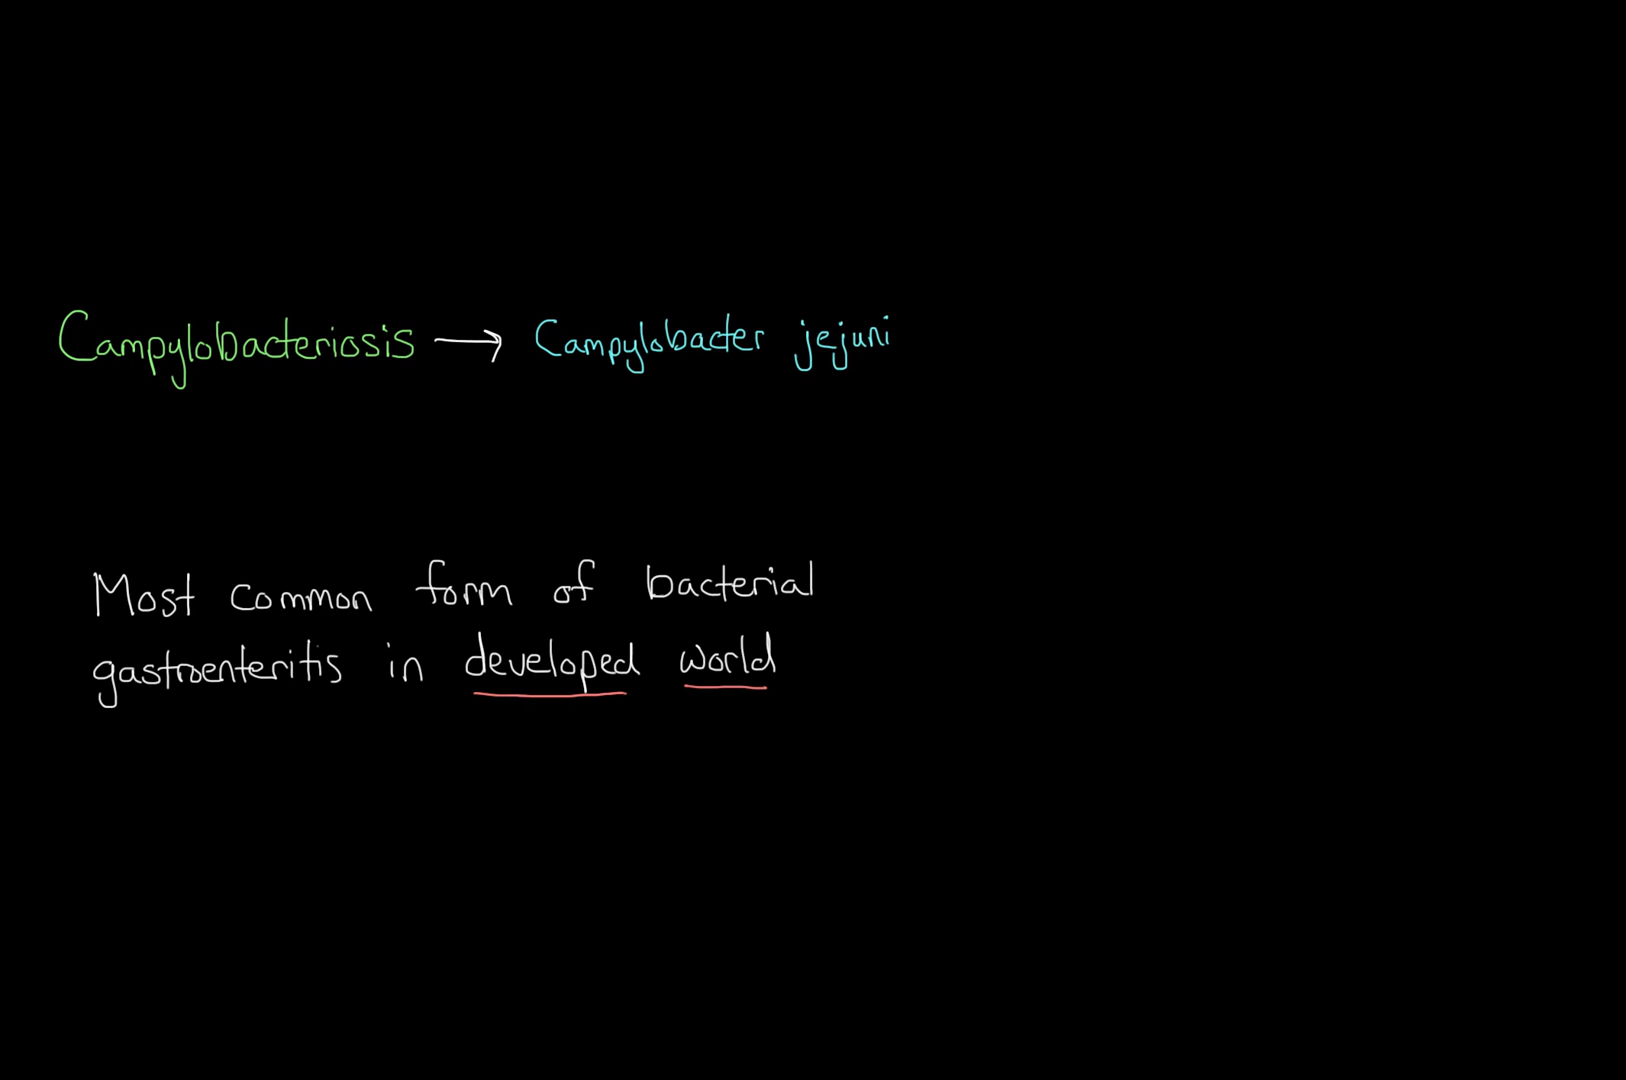 Campylobacteriosis → Campylobacter jejuni
Most common form of bacterial
gastroenteritis in developed world